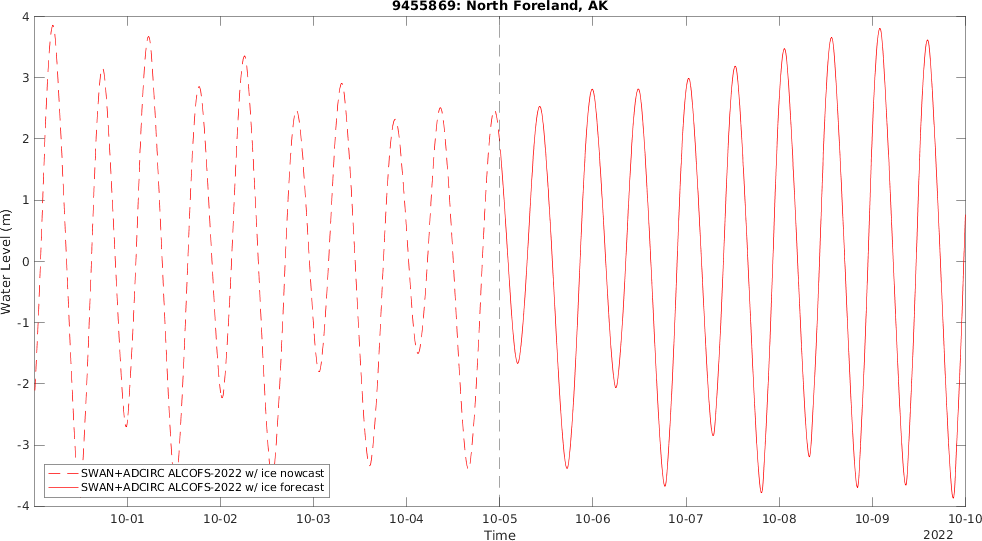 9455869: North Foreland, AK
Water Level (m)
4
3
2
1
0
-1
-2
-3
-4
SWAN+ADCIRC ALCOFS-2022 w/ ice nowcast
SWAN+ADCIRC ALCOFS-2022 w/ ice forecast
10-01 10-02 10-03 10-04 10-05 10-06 10-07 10-08 10-09 10-10
Time
2022